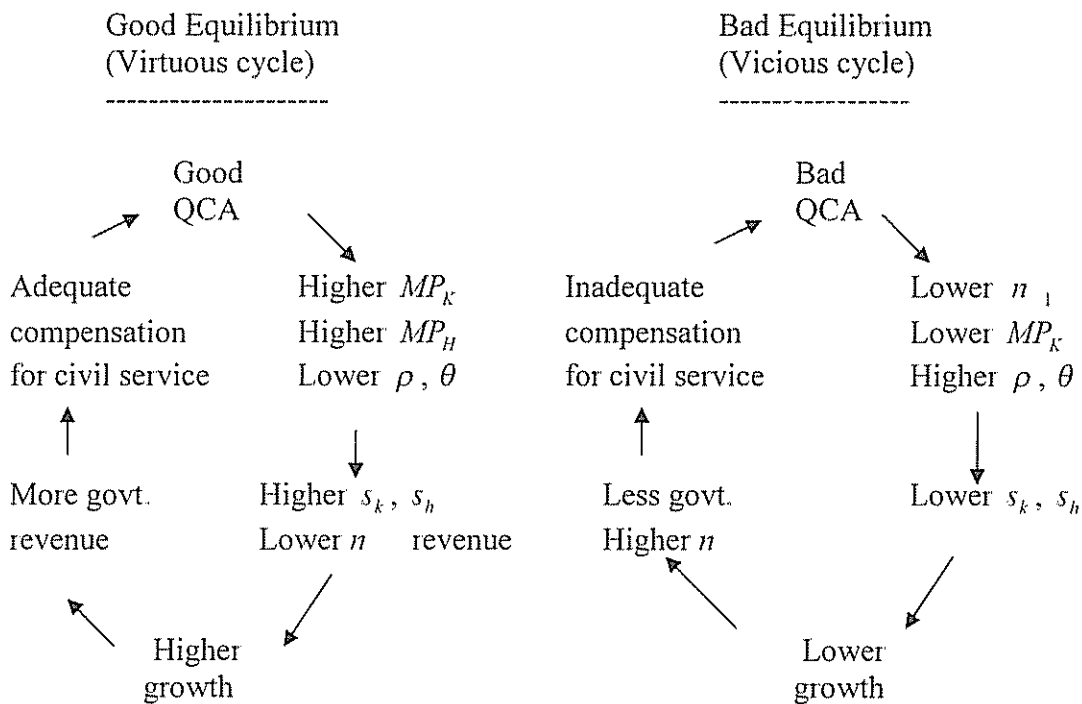 Good Equilibrium
(Virtuous cycle)
---------------------
Good
QCA
Adequate
compensation
for civil service
Higher MP_K
Higher MP_H
Lower ρ , θ
More govt.
revenue
Higher s_k, s_h
Lower n revenue
Higher
growth
Bad Equilibrium
(Vicious cycle)
------------------
Bad
QCA
Inadequate
compensation
for civil service
Lower n_1
Lower MP_K
Higher ρ , θ
Less govt.
Higher n
Lower s_k, s_h
Lower
growth